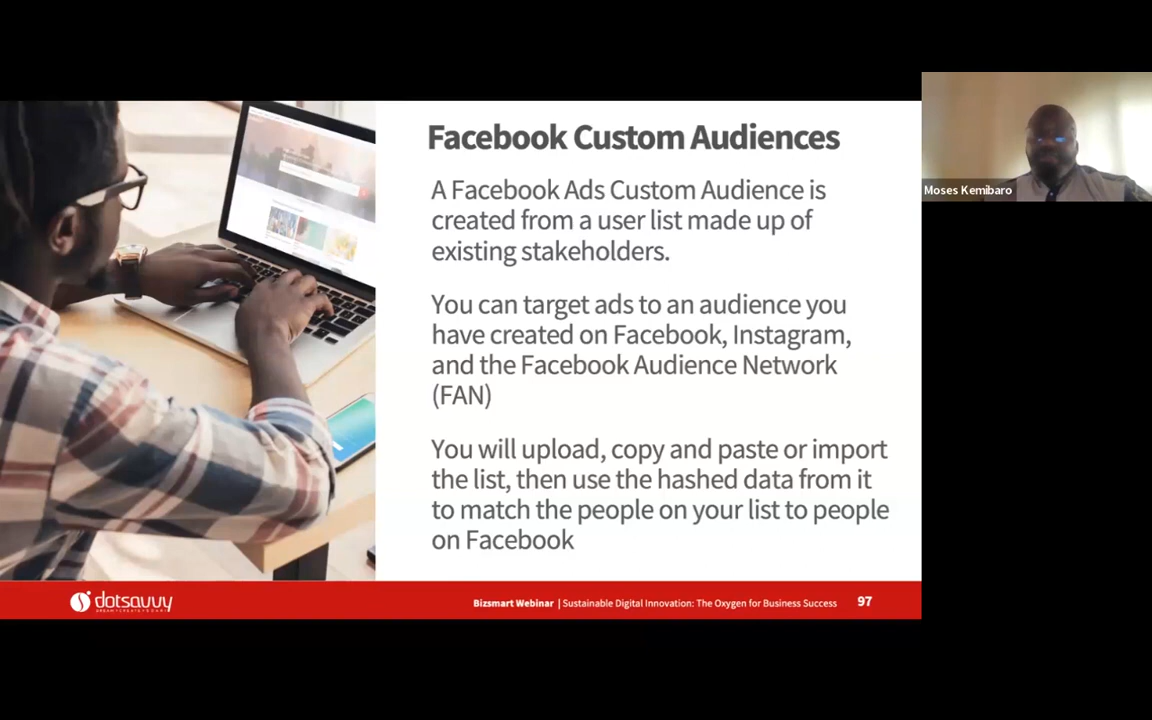 Facebook Custom Audiences
A Facebook Ads Custom Audience is
created from a user list made up of
existing stakeholders.
You can target ads to an audience you
have created on Facebook, Instagram,
and the Facebook Audience Network
(FAN)
You will upload, copy and paste or import
the list, then use the hashed data from it
to match the people on your list to people
on Facebook
Moses Kemibaro
dotsavvy
Bizsmart Webinar | Sustainable Digital Innovation: The Oxygen for Business Success 97